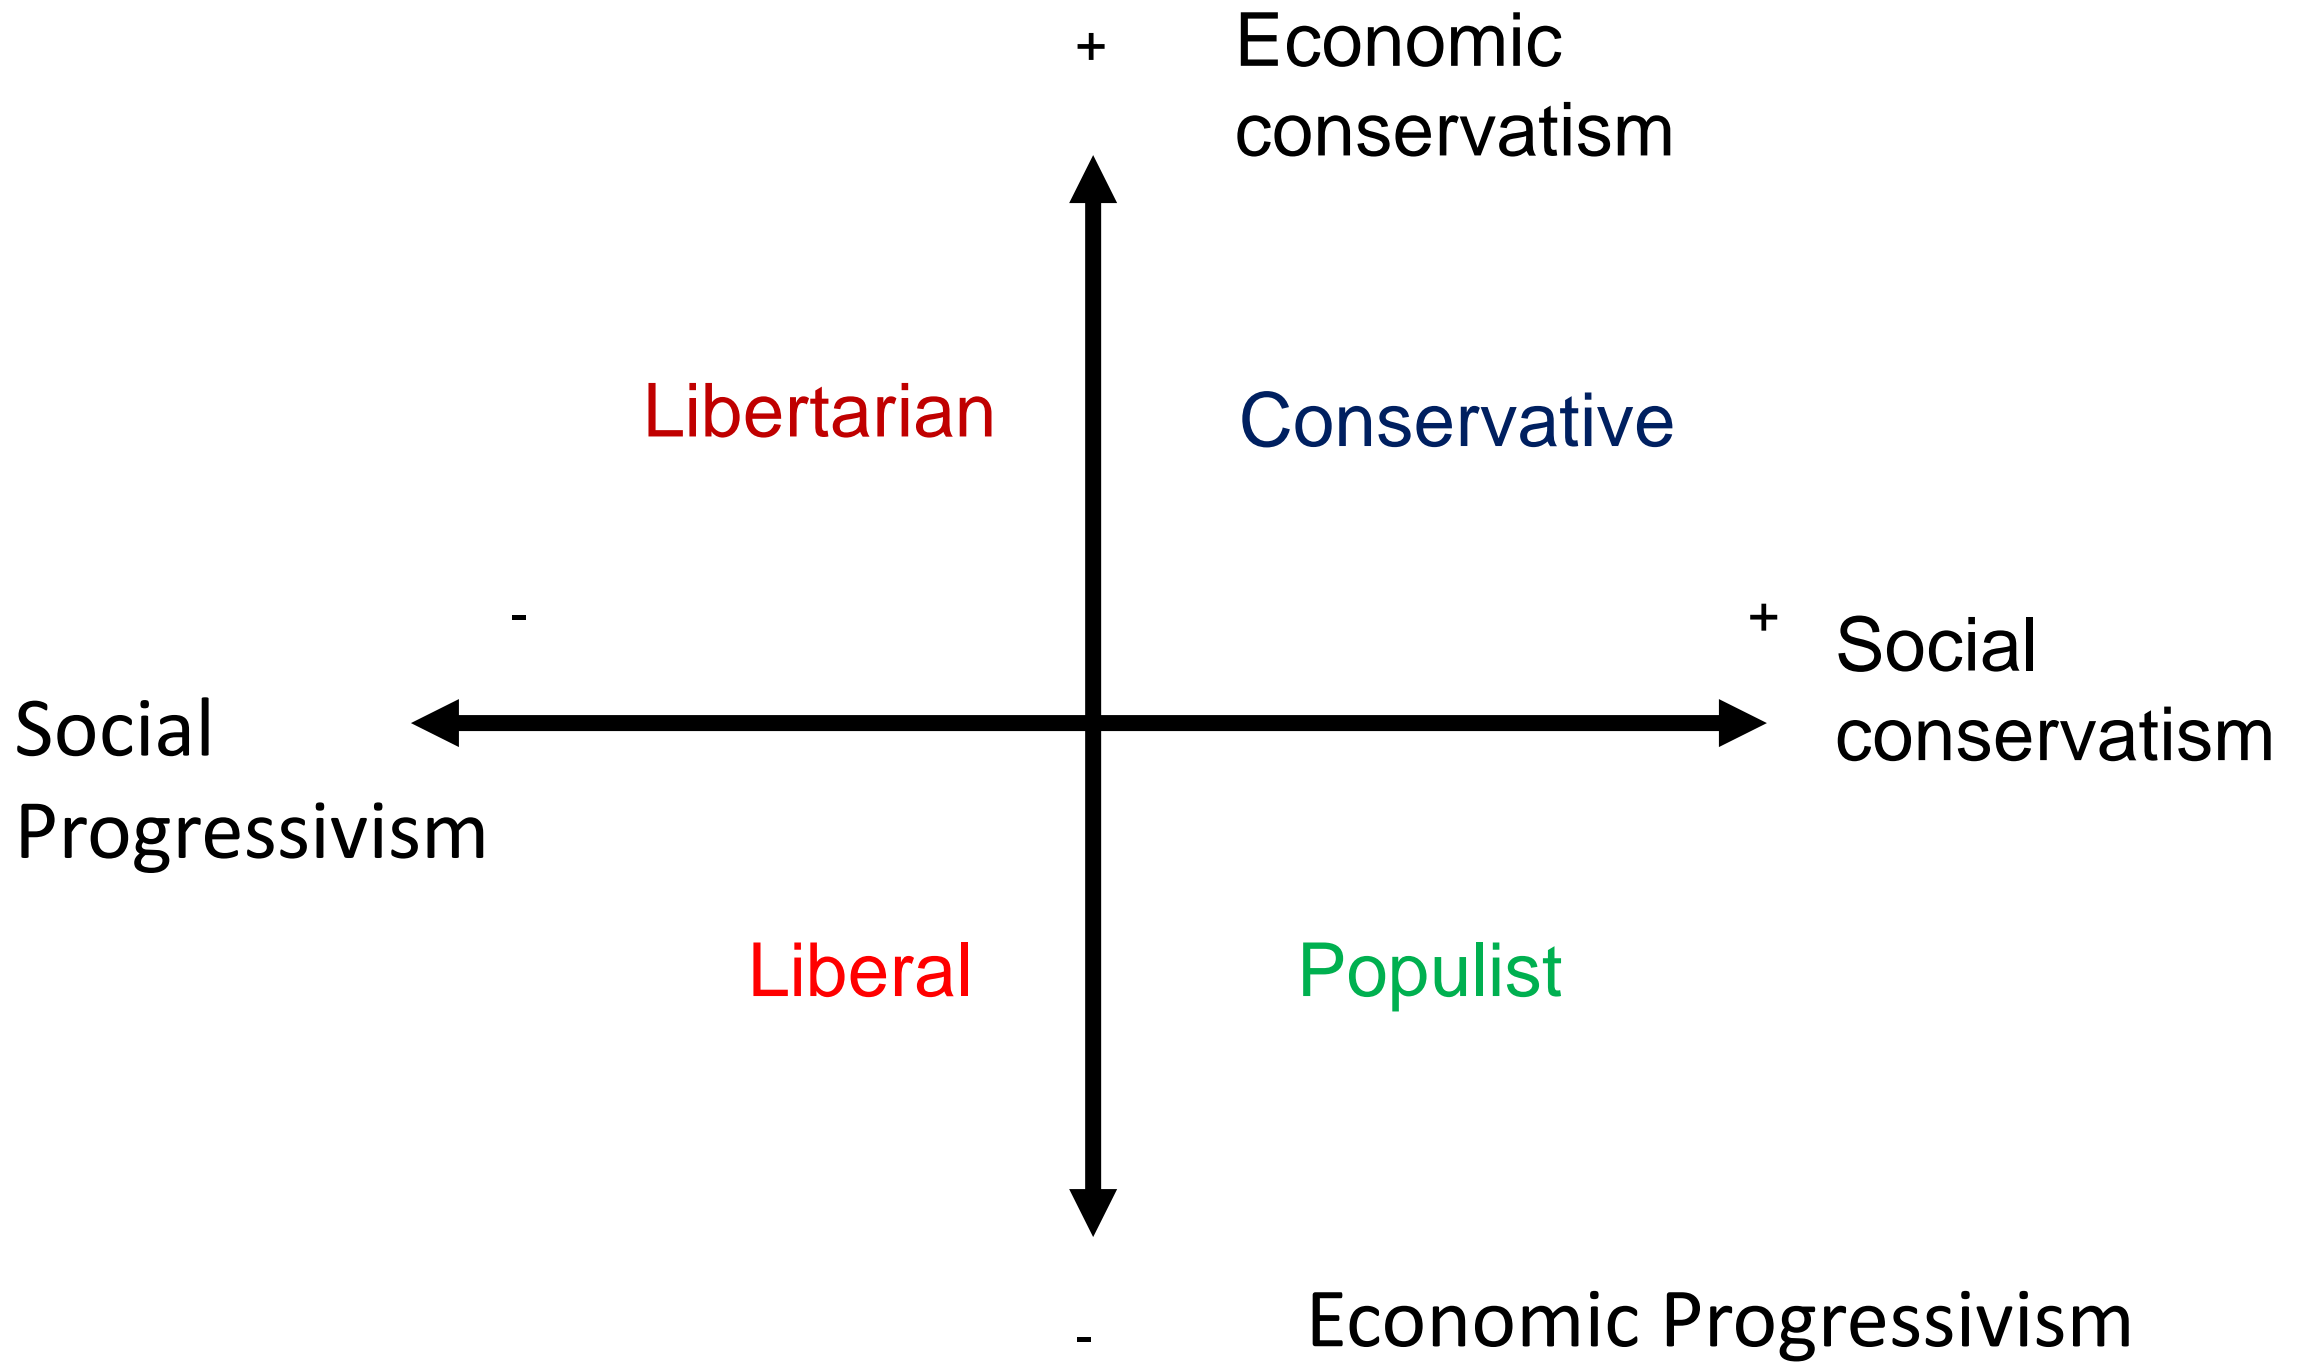 +
Economic
conservatism
Libertarian
Conservative
-
+
Social
conservatism
Social
Progressivism
Liberal
Populist
-
Economic Progressivism